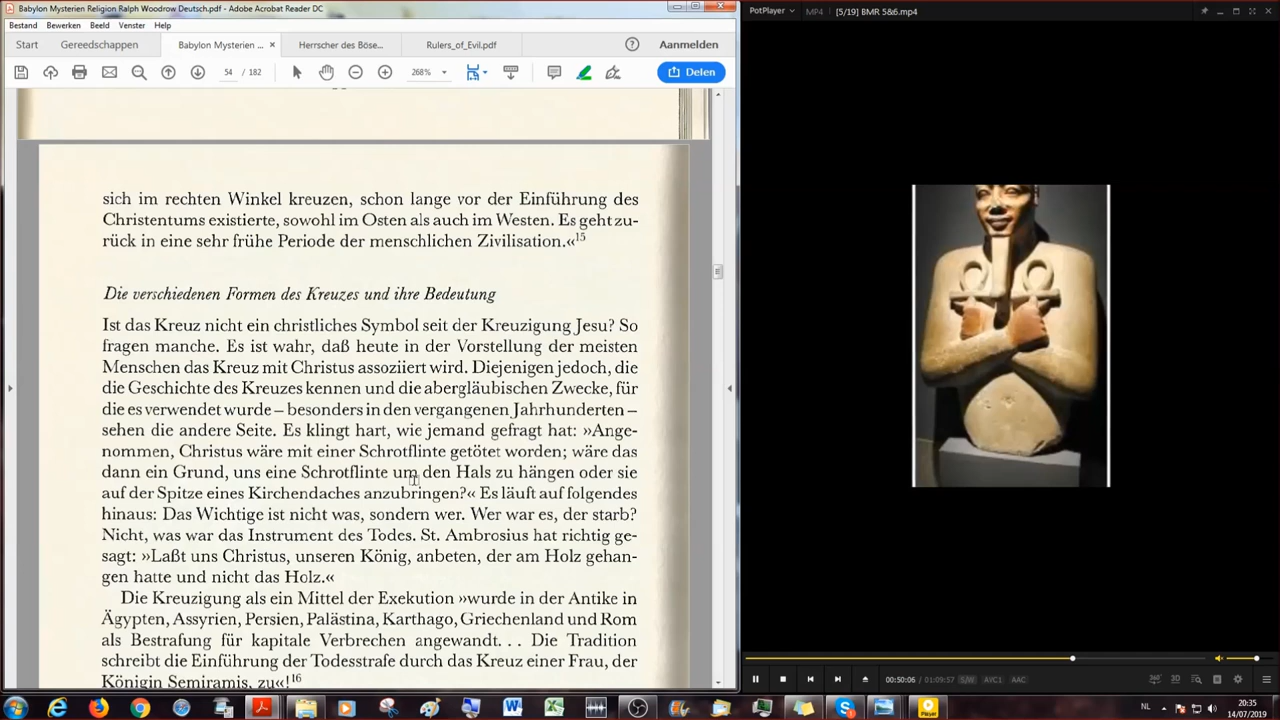 Babylon Mysterien Religion Ralph Woodrow Deutsch.pdf - Adobe Acrobat Reader DC
Bestand Bewerken Beeld Venster Help
Start Gereedschappen Babylon Mysterien ... × Herrscher des Böse... Rulers_of_Evil.pdf Aanmelden
54 / 182 268% Delen
sich im rechten Winkel kreuzen, schon lange vor der Einführung des
Christentums existierte, sowohl im Osten als auch im Westen. Es geht zu-
rück in eine sehr frühe Periode der menschlichen Zivilisation.«15
Die verschiedenen Formen des Kreuzes und ihre Bedeutung
Ist das Kreuz nicht ein christliches Symbol seit der Kreuzigung Jesu? So
fragen manche. Es ist wahr, daß heute in der Vorstellung der meisten
Menschen das Kreuz mit Christus assoziiert wird. Diejenigen jedoch, die
die Geschichte des Kreuzes kennen und die abergläubischen Zwecke, für
die es verwendet wurde – besonders in den vergangenen Jahrhunderten –
sehen die andere Seite. Es klingt hart, wie jemand gefragt hat: »Ange-
nommen, Christus wäre mit einer Schrotflinte getötet worden; wäre das
dann ein Grund, uns eine Schrotflinte um den Hals zu hängen oder sie
auf der Spitze eines Kirchendaches anzubringen?« Es läuft auf folgendes
hinaus: Das Wichtige ist nicht was, sondern wer. Wer war es, der starb?
Nicht, was war das Instrument des Todes. St. Ambrosius hat richtig ge-
sagt: »Laßt uns Christus, unseren König, anbeten, der am Holz gehan-
gen hatte und nicht das Holz.«
Die Kreuzigung als ein Mittel der Exekution »wurde in der Antike in
Ägypten, Assyrien, Persien, Palästina, Karthago, Griechenland und Rom
als Bestrafung für kapitale Verbrechen angewandt. . . Die Tradition
schreibt die Einführung der Todesstrafe durch das Kreuz einer Frau, der
Königin Semiramis, zu«!16
PotPlayer MP4 [5/19] BMR 5&6.mp4
00:50:06 / 01:09:57 S/W AVC1 AAC
360° 3D
NL 20:35
14/07/2019
Player